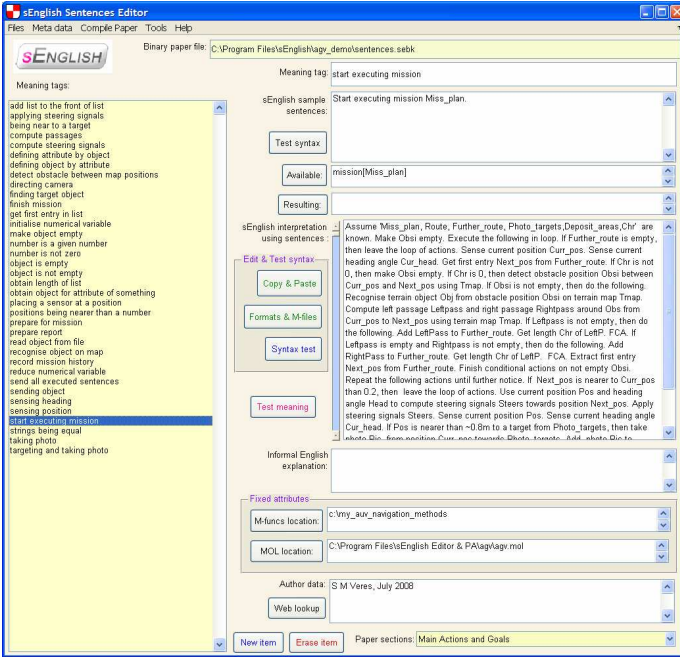 sEnglish Sentences Editor
Files Meta data Compile Paper Tools Help
sENGLISH
Binary paper file: C:\Program Files\sEnglish\agv_demo\sentences.sebk
Meaning tags:
add list to the front of list
applying steering signals
being near to a target
compute passages
compute steering signals
defining attribute by object
defining object by attribute
detect obstacle between map positions
directing camera
finding target object
finish mission
get first entry in list
initialise numerical variable
make object empty
number is a given number
number is not zero
object is empty
object is not empty
obtain length of list
obtain object for attribute of something
placing a sensor at a position
positions being nearer than a number
prepare for mission
prepare report
read object from file
recognise object on map
record mission history
reduce numerical variable
send all executed sentences
sending object
sensing heading
sensing position
start executing mission
strings being equal
taking photo
targeting and taking photo
Meaning tag: start executing mission
sEnglish sample sentences:
Start executing mission Miss_plan.
Test syntax
Available: mission[Miss_plan]
Resulting:
sEnglish interpretation using sentences :
Edit & Test syntax
Copy & Paste
Formats & M-files
Syntax test
Test meaning
Assume 'Miss_plan, Route, Further_route, Photo_targets,Deposit_areas,Chr' are
known. Make Obsi empty. Execute the following in loop. If Further_route is empty,
then leave the loop of actions. Sense current position Curr_pos. Sense current
heading angle Cur_head. Get first entry Next_pos from Further_route. If Chr is not
0, then make Obsi empty. If Chr is 0, then detect obstacle position Obsi between
Curr_pos and Next_pos using Tmap. If Obsi is not empty, then do the following.
Recognise terrain object Obj from obstacle position Obsi on terrain map Tmap.
Compute left passage Leftpass and right passage Rightpass around Obs from
Curr_pos to Next_pos using terrain map Tmap. If Leftpass is not empty, then do
the following. Add LeftPass to Further_route. Get length Chr of LeftP. FCA. If
Leftpass is empty and Rightpass is not empty, then do the following. Add
RightPass to Further_route. Get length Chr of LeftP. FCA. Extract first entry
Next_pos from Further_route. Finish conditional actions on not empty Obsi.
Repeat the following actions until further notice. If Next_pos is nearer to Curr_pos
than 0.2, then leave the loop of actions. Use current position Pos and heading
angle Head to compute steering signals Steers towards position Next_pos. Apply
steering signals Steers. Sense current position Pos. Sense current heading angle
Cur_head. If Pos is nearer than ~0.8m to a target from Photo_targets, then take
photo Pic from position Curr_pos towards Photo_targets. Add photo Pic to
Informal English explanation:
Fixed attributes
M-funcs location: c:\my_auv_navigation_methods
MOL location: C:\Program Files\sEnglish Editor & PA\agv\agv.mol
Author data: S M Veres, July 2008
Web lookup
New item Erase item Paper sections: Main Actions and Goals